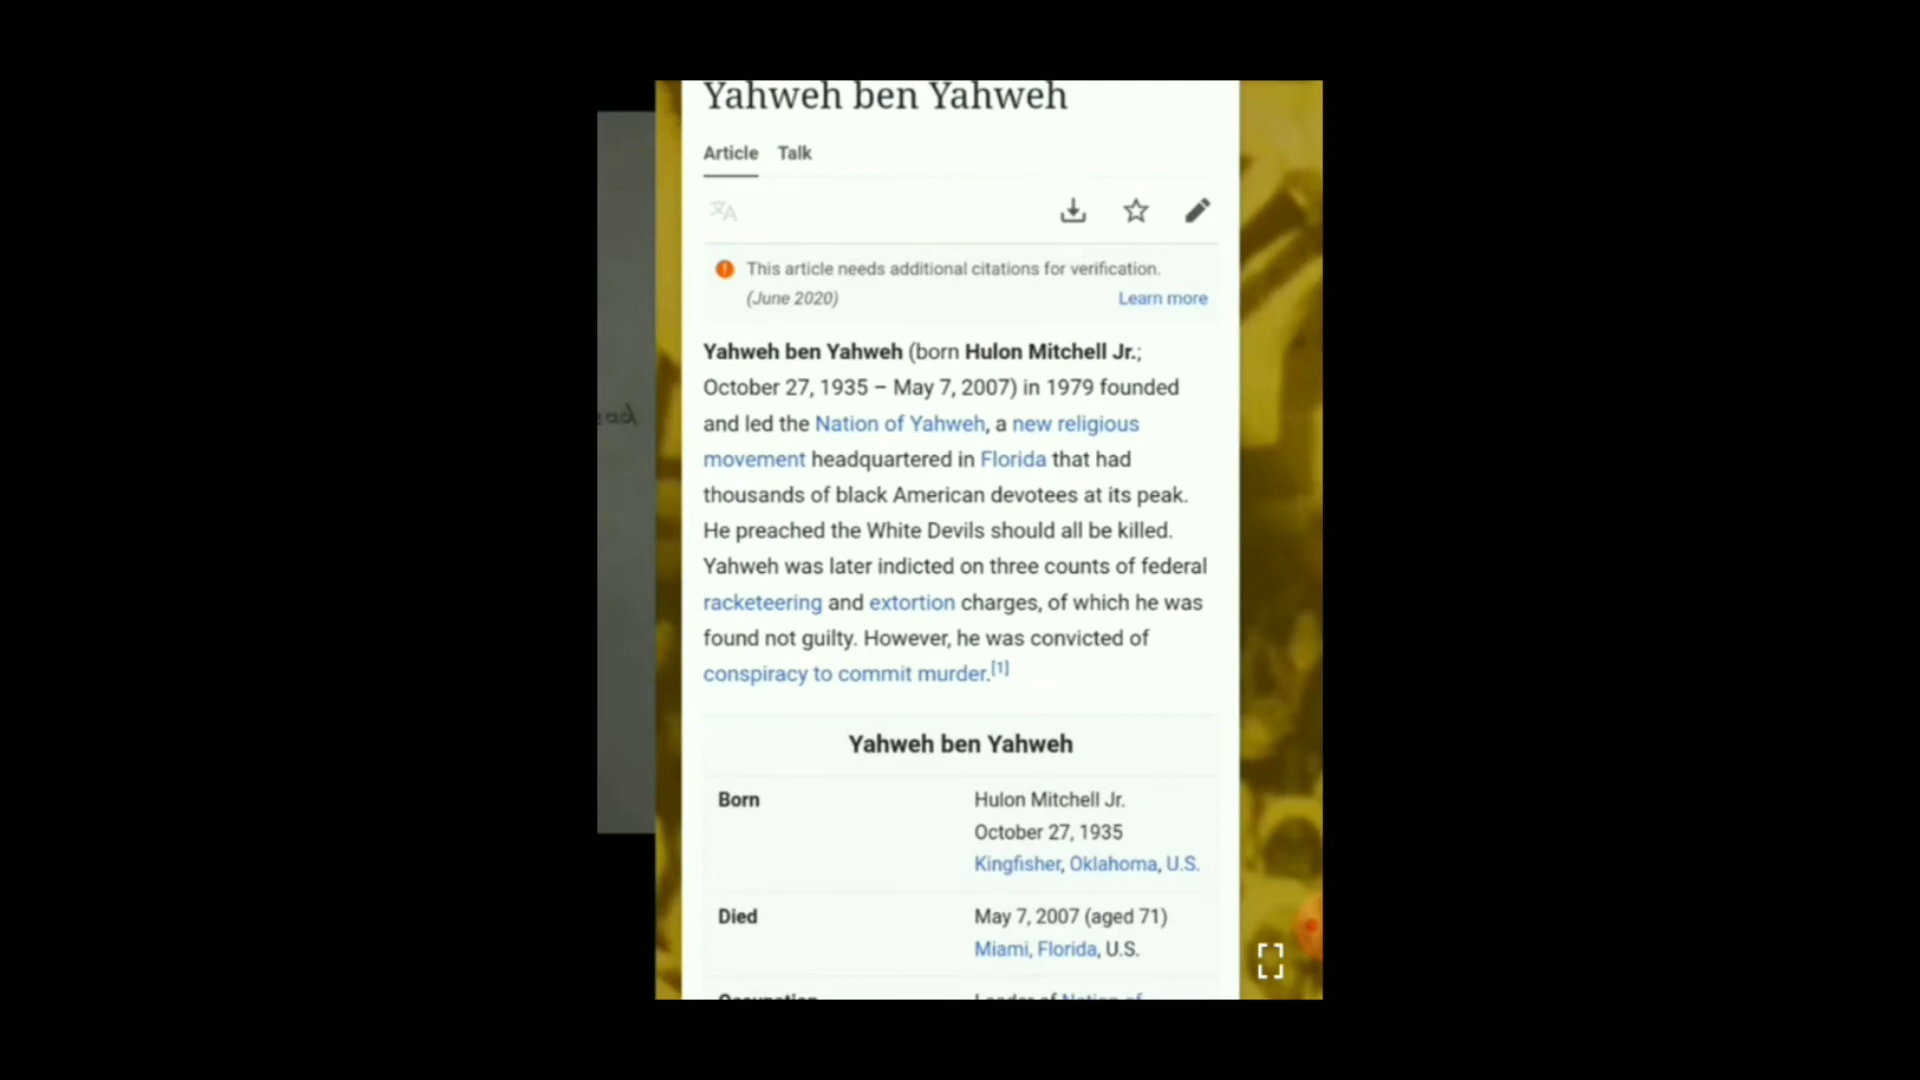 Yahweh ben Yahweh
Article Talk
This article needs additional citations for verification.
(June 2020) Learn more
Yahweh ben Yahweh (born Hulon Mitchell Jr.;
October 27, 1935 – May 7, 2007) in 1979 founded
and led the Nation of Yahweh, a new religious
movement headquartered in Florida that had
thousands of black American devotees at its peak.
He preached the White Devils should all be killed.
Yahweh was later indicted on three counts of federal
racketeering and extortion charges, of which he was
found not guilty. However, he was convicted of
conspiracy to commit murder.[1]
Yahweh ben Yahweh
Born Hulon Mitchell Jr.
October 27, 1935
Kingfisher, Oklahoma, U.S.
Died May 7, 2007 (aged 71)
Miami, Florida, U.S.